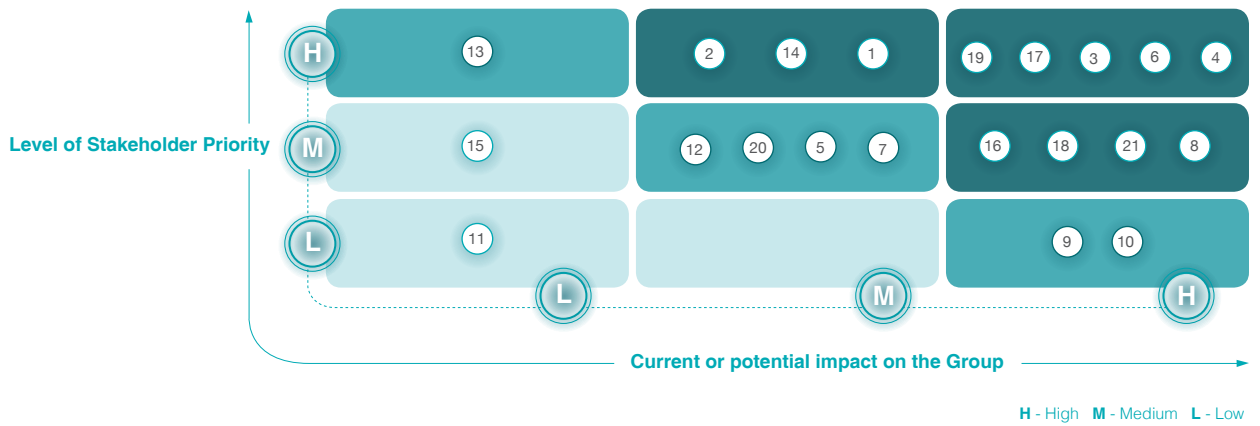 H
13
2
14
1
19
17
3
6
4
Level of Stakeholder Priority
M
15
12
20
5
7
16
18
21
8
L
11
9
10
L
M
H
Current or potential impact on the Group
H - High M - Medium L - Low